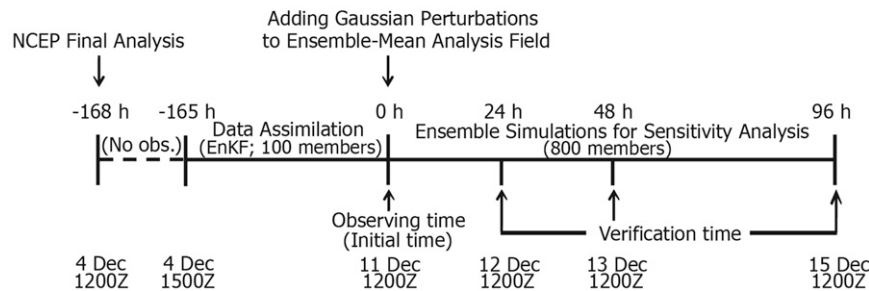 Adding Gaussian Perturbations
to Ensemble-Mean Analysis Field
NCEP Final Analysis
-168 h
-165 h
0 h
24 h
48 h
96 h
(No obs.)
Data Assimilation
(EnKF; 100 members)
Ensemble Simulations for Sensitivity Analysis
(800 members)
Observing time
(Initial time)
Verification time
4 Dec
1200Z
4 Dec
1500Z
11 Dec
1200Z
12 Dec
1200Z
13 Dec
1200Z
15 Dec
1200Z